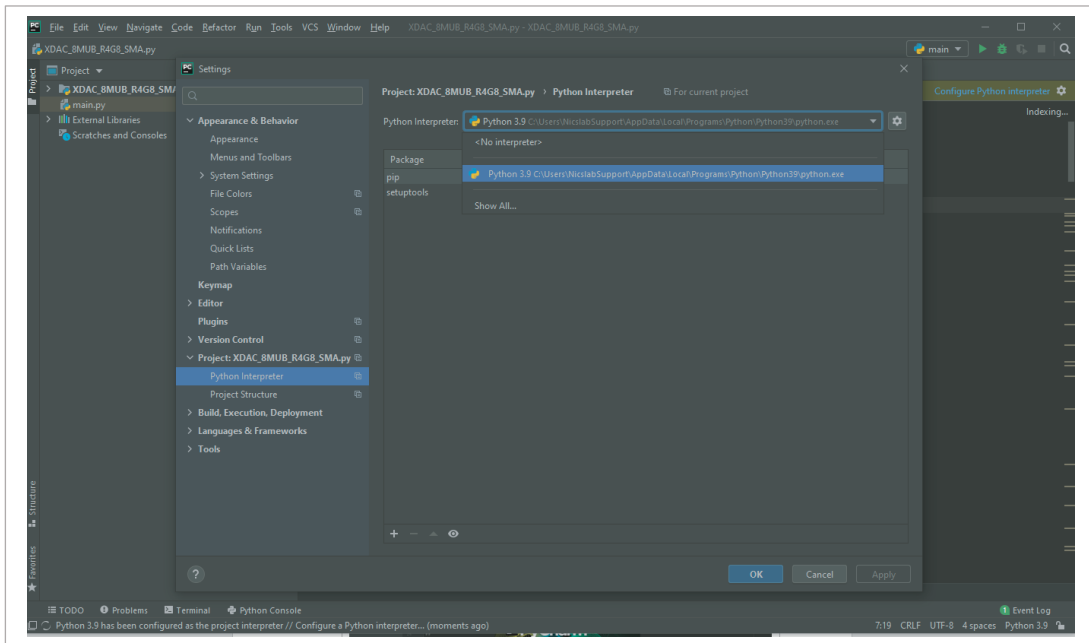 PC File Edit View Navigate Code Refactor Run Tools VCS Window Help XDAC_8MUB_R4G8_SMA.py - XDAC_8MUB_R4G8_SMA.py
XDAC_8MUB_R4G8_SMA.py
main
Project
Project
XDAC_8MUB_R4G8_SMA
main.py
External Libraries
Scratches and Consoles
Configure Python interpreter
Indexing...
PC Settings
Appearance & Behavior
Appearance
Menus and Toolbars
System Settings
File Colors
Scopes
Notifications
Quick Lists
Path Variables
Keymap
Editor
Plugins
Version Control
Project: XDAC_8MUB_R4G8_SMA.py
Python Interpreter
Project Structure
Build, Execution, Deployment
Languages & Frameworks
Tools
Project: XDAC_8MUB_R4G8_SMA.py › Python Interpreter For current project
Python Interpreter: Python 3.9 C:\Users\NicslabSupport\AppData\Local\Programs\Python\Python39\python.exe
<No interpreter>
Python 3.9 C:\Users\NicslabSupport\AppData\Local\Programs\Python\Python39\python.exe
Show All...
Package
pip
setuptools
+ −
?
OK Cancel Apply
Structure
Favorites
TODO Problems Terminal Python Console
1 Event Log
Python 3.9 has been configured as the project interpreter // Configure a Python interpreter... (moments ago)
7:19 CRLF UTF-8 4 spaces Python 3.9